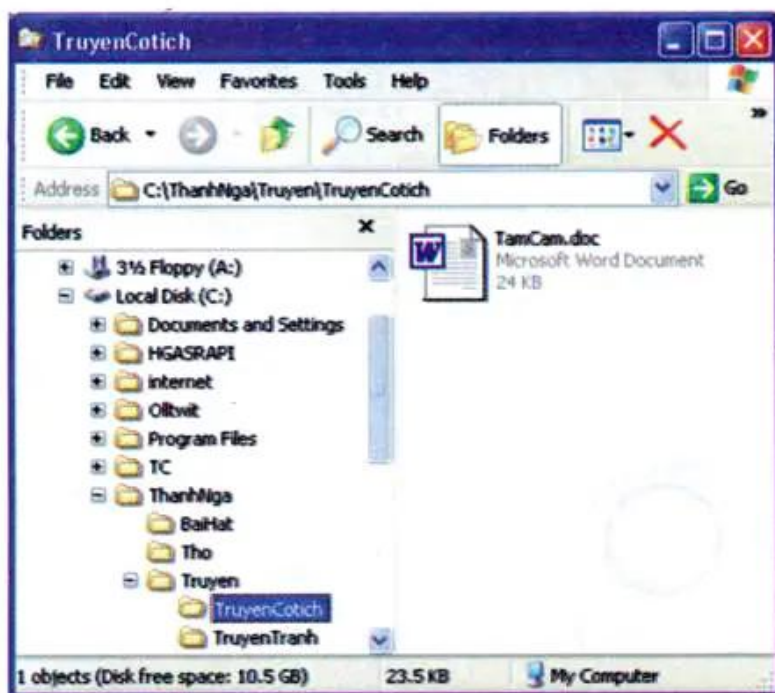 TruyenCotich
File Edit View Favorites Tools Help
Back Search Folders
Address C:\ThanhNga\Truyen\TruyenCotich Go
Folders
3½ Floppy (A:)
Local Disk (C:)
Documents and Settings
HGASRAPI
internet
Olltwit
Program Files
TC
ThanhNga
BaiHat
Tho
Truyen
TruyenCotich
TruyenTranh
TamCam.doc
Microsoft Word Document
24 KB
1 objects (Disk free space: 10.5 GB) 23.5 KB My Computer